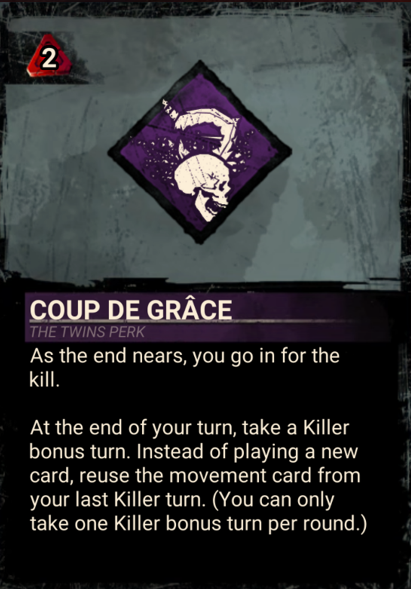 2
COUP DE GRÂCE
THE TWINS PERK
As the end nears, you go in for the
kill.
At the end of your turn, take a Killer
bonus turn. Instead of playing a new
card, reuse the movement card from
your last Killer turn. (You can only
take one Killer bonus turn per round.)